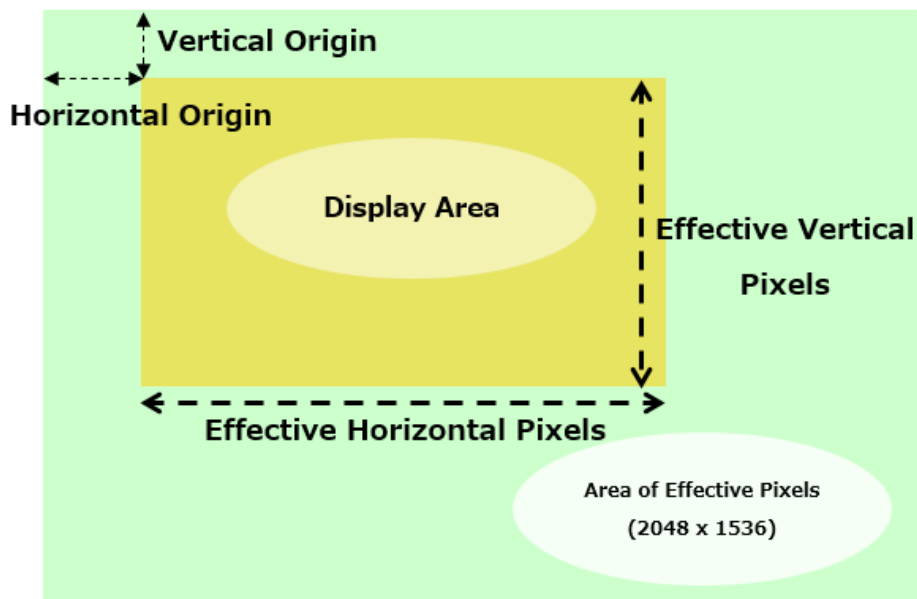 Vertical Origin
Horizontal Origin
Display Area
Effective Vertical
Pixels
Effective Horizontal Pixels
Area of Effective Pixels
(2048 x 1536)